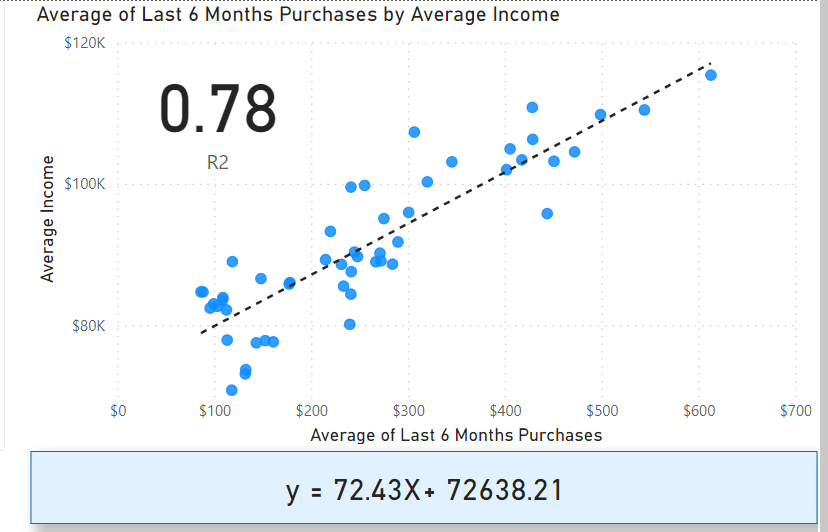 Average of Last 6 Months Purchases by Average Income
$120K
0.78
R2
$100K
Average Income
$80K
$0 $100 $200 $300 $400 $500 $600 $700
Average of Last 6 Months Purchases
y = 72.43X+ 72638.21